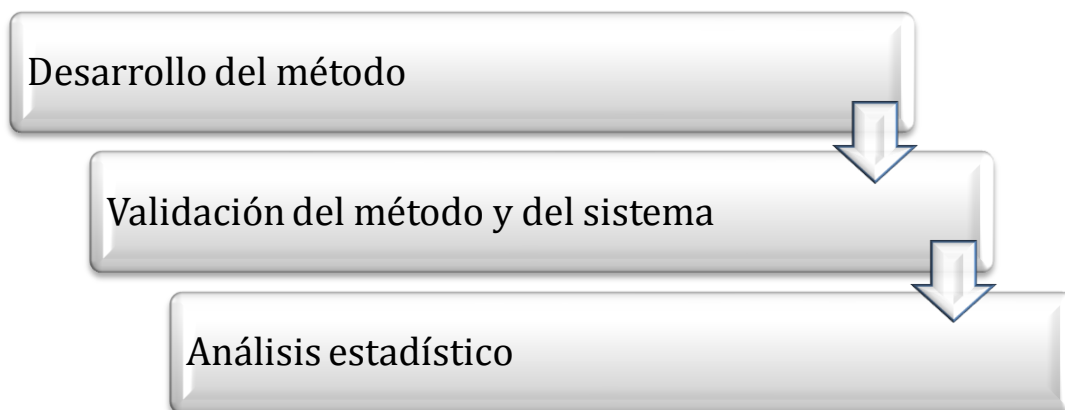 Desarrollo del método
Validación del método y del sistema
Análisis estadístico